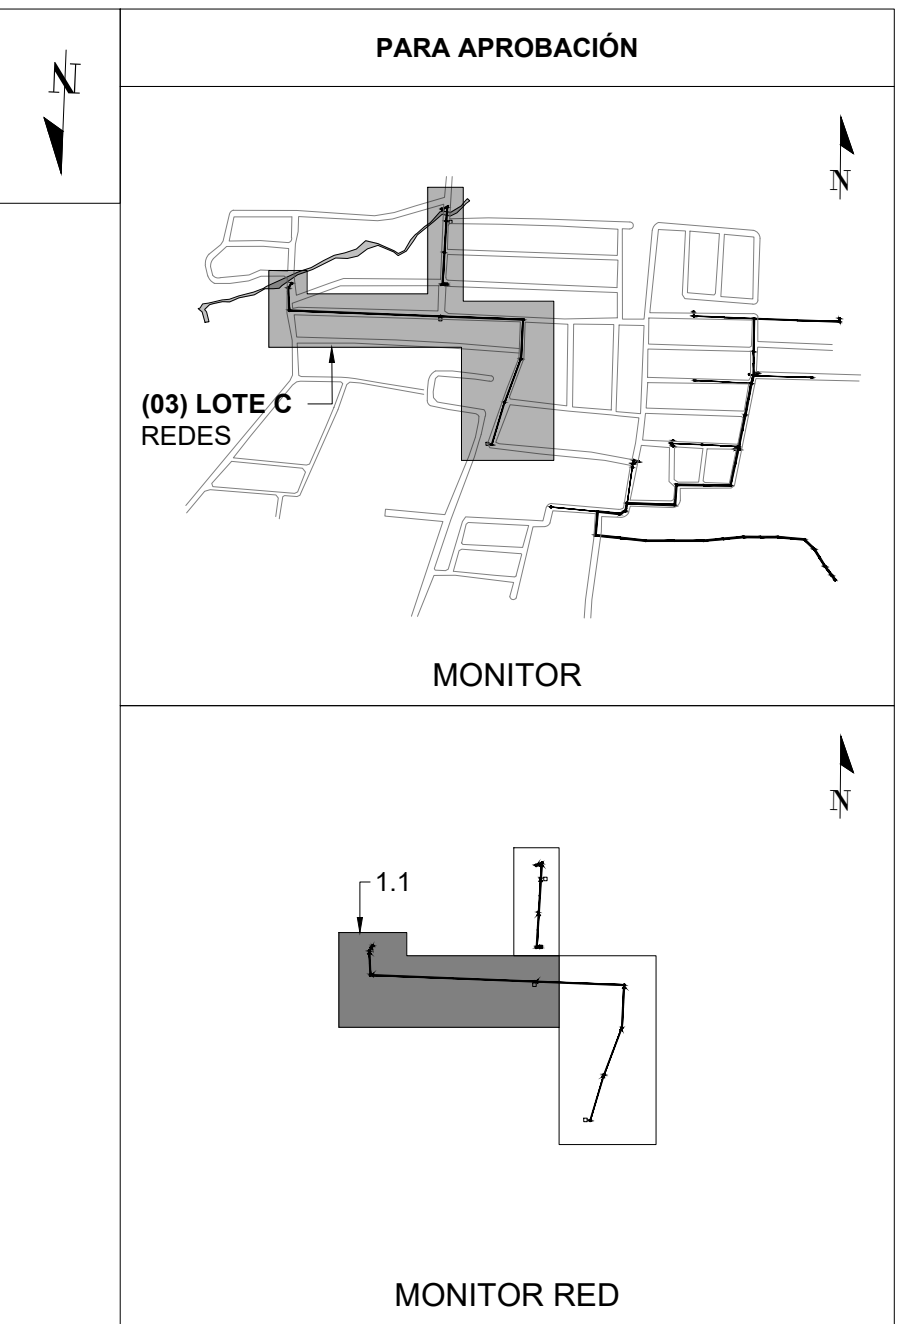 N
PARA APROBACIÓN
N
(03) LOTE C
REDES
MONITOR
N
1.1
MONITOR RED